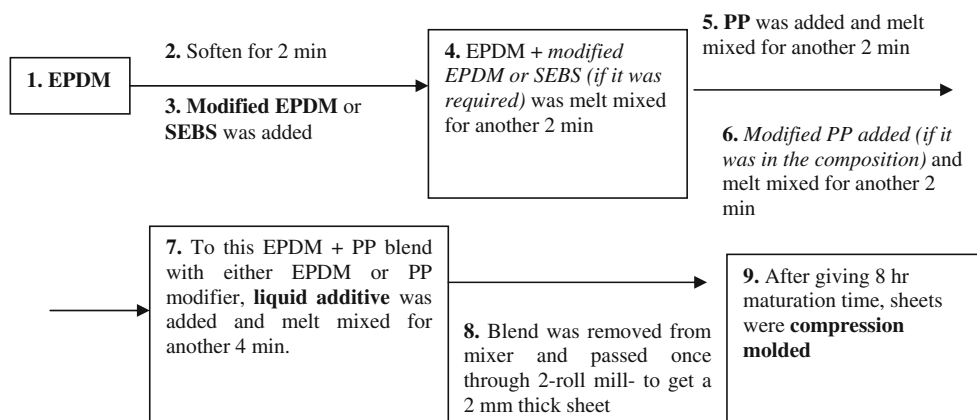 1. EPDM
2. Soften for 2 min
3. Modified EPDM or
SEBS was added
4. EPDM + modified
EPDM or SEBS (if it was
required) was melt mixed
for another 2 min
5. PP was added and melt
mixed for another 2 min
6. Modified PP added (if it
was in the composition) and
melt mixed for another 2
min
7. To this EPDM + PP blend
with either EPDM or PP
modifier, liquid additive was
added and melt mixed for
another 4 min.
8. Blend was removed from
mixer and passed once
through 2-roll mill- to get a
2 mm thick sheet
9. After giving 8 hr
maturation time, sheets
were compression
molded